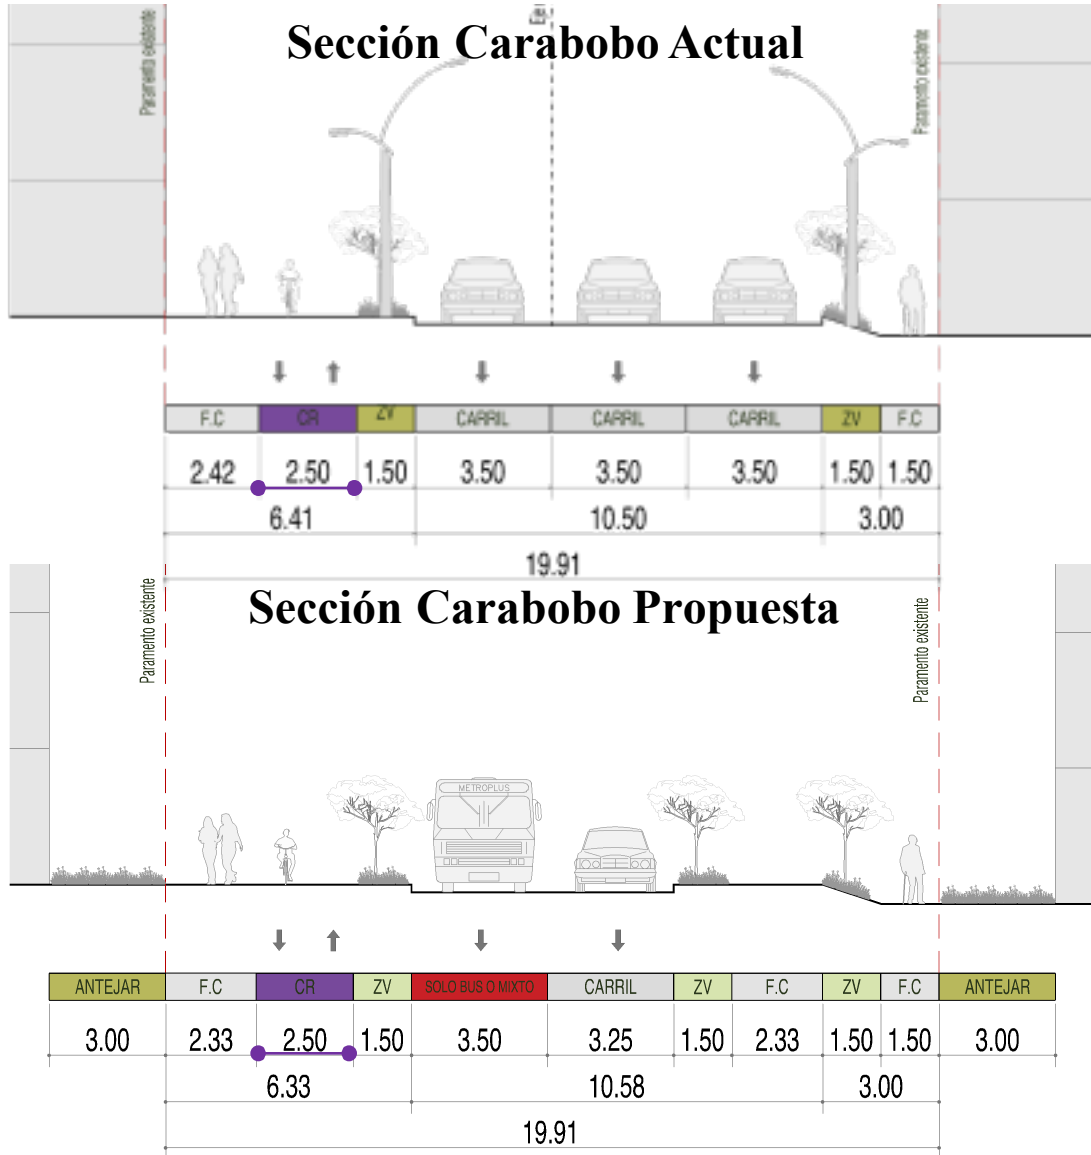 Eje
Sección Carabobo Actual
Paramento existente
Paramento existente
F.C CR ZV CARRIL CARRIL CARRIL ZV F.C
2.42 2.50 1.50 3.50 3.50 3.50 1.50 1.50
6.41 10.50 3.00
19.91
Sección Carabobo Propuesta
Paramento existente
Paramento existente
METROPLUS
ANTEJAR F.C CR ZV SOLO BUS O MIXTO CARRIL ZV F.C ZV F.C ANTEJAR
3.00 2.33 2.50 1.50 3.50 3.25 1.50 2.33 1.50 1.50 3.00
6.33 10.58 3.00
19.91